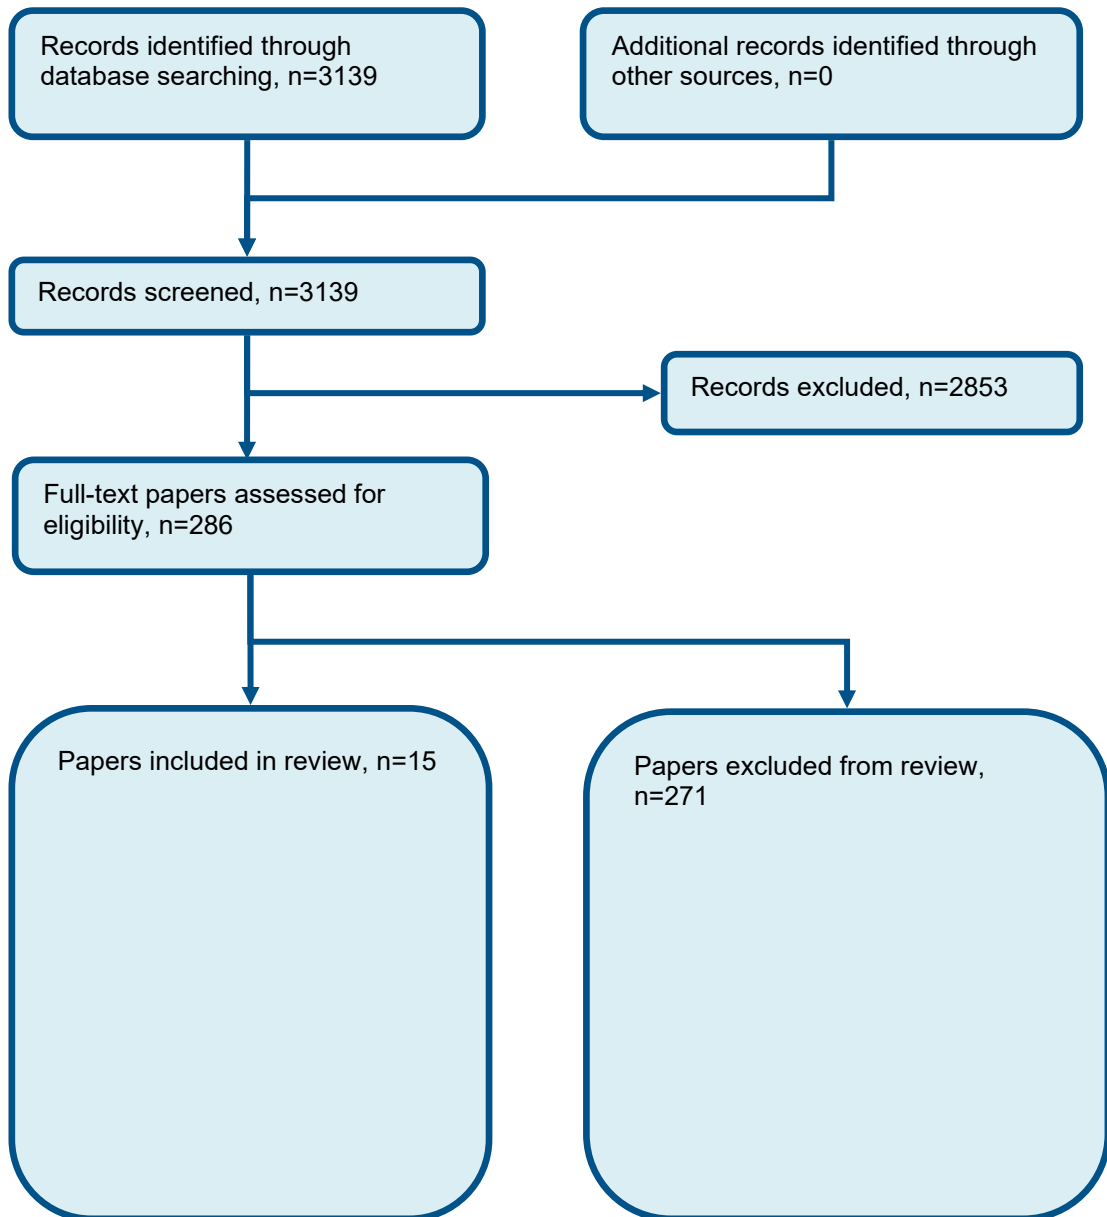 Records identified through
database searching, n=3139
Additional records identified through
other sources, n=0
Records screened, n=3139
Records excluded, n=2853
Full-text papers assessed for
eligibility, n=286
Papers included in review, n=15
Papers excluded from review,
n=271